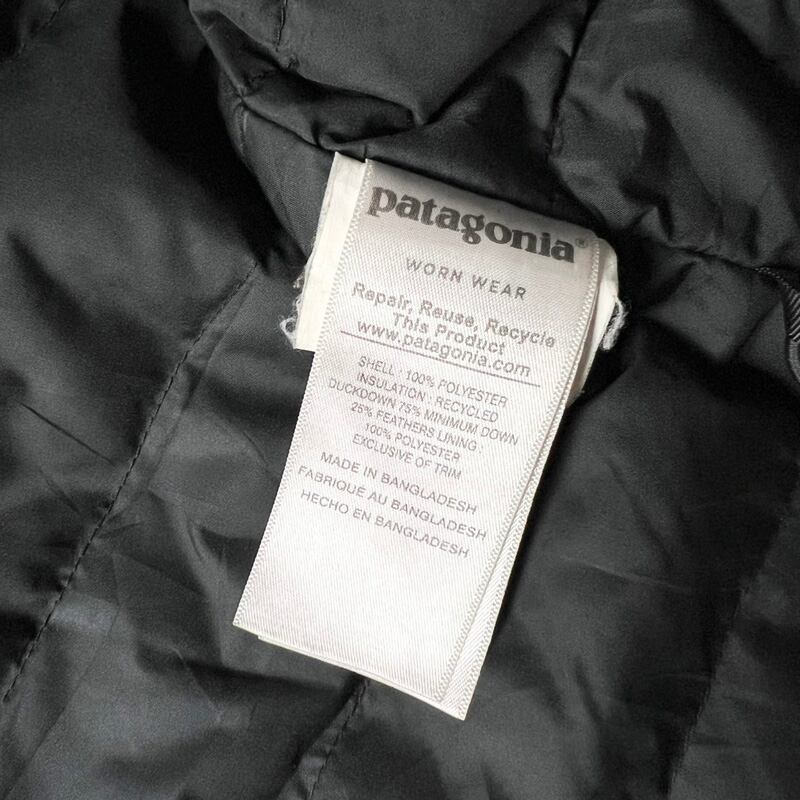 patagonia®
WORN WEAR
Repair, Reuse, Recycle
This Product
www.patagonia.com
SHELL : 100% POLYESTER
INSULATION : RECYCLED
DUCKDOWN 75% MINIMUM DOWN
25% FEATHERS LINING :
100% POLYESTER
EXCLUSIVE OF TRIM
MADE IN BANGLADESH
FABRIQUÉ AU BANGLADESH
HECHO EN BANGLADESH